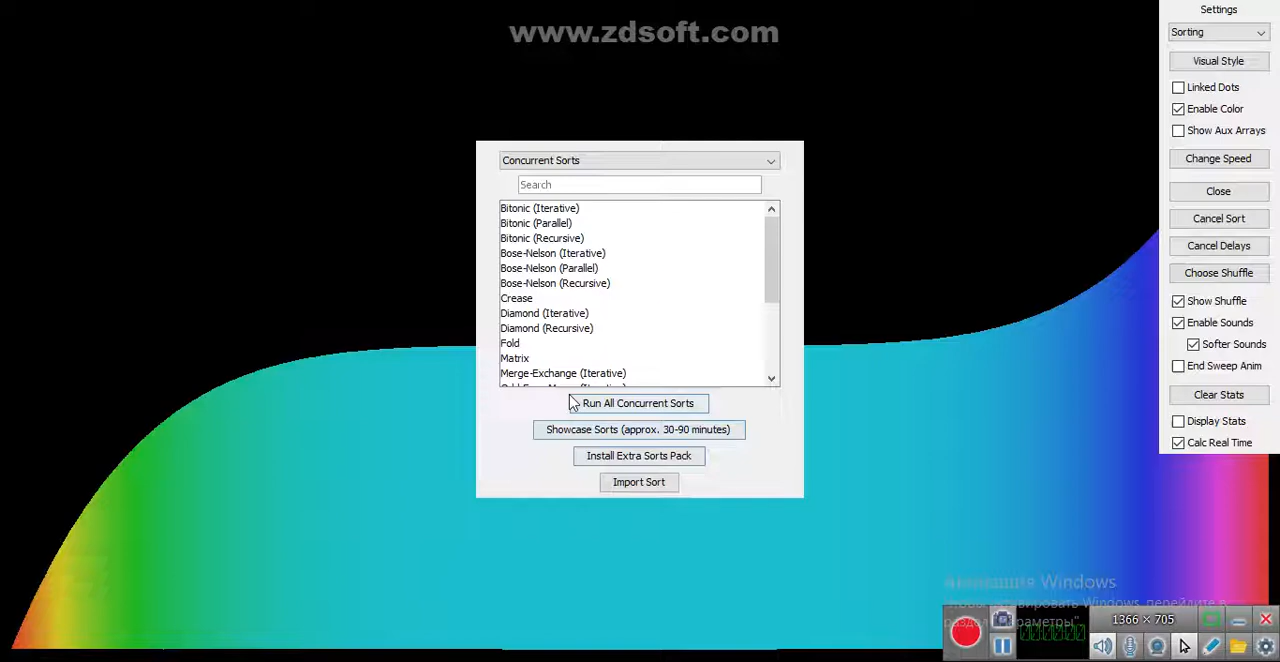 www.zdsoft.com
Concurrent Sorts
Search
Bitonic (Iterative)
Bitonic (Parallel)
Bitonic (Recursive)
Bose-Nelson (Iterative)
Bose-Nelson (Parallel)
Bose-Nelson (Recursive)
Crease
Diamond (Iterative)
Diamond (Recursive)
Fold
Matrix
Merge-Exchange (Iterative)
Run All Concurrent Sorts
Showcase Sorts (approx. 30-90 minutes)
Install Extra Sorts Pack
Import Sort
Settings
Sorting
Visual Style
Linked Dots
Enable Color
Show Aux Arrays
Change Speed
Close
Cancel Sort
Cancel Delays
Choose Shuffle
Show Shuffle
Enable Sounds
Softer Sounds
End Sweep Anim
Clear Stats
Display Stats
Calc Real Time
Windows
Windows, перейдите в
1366 × 705